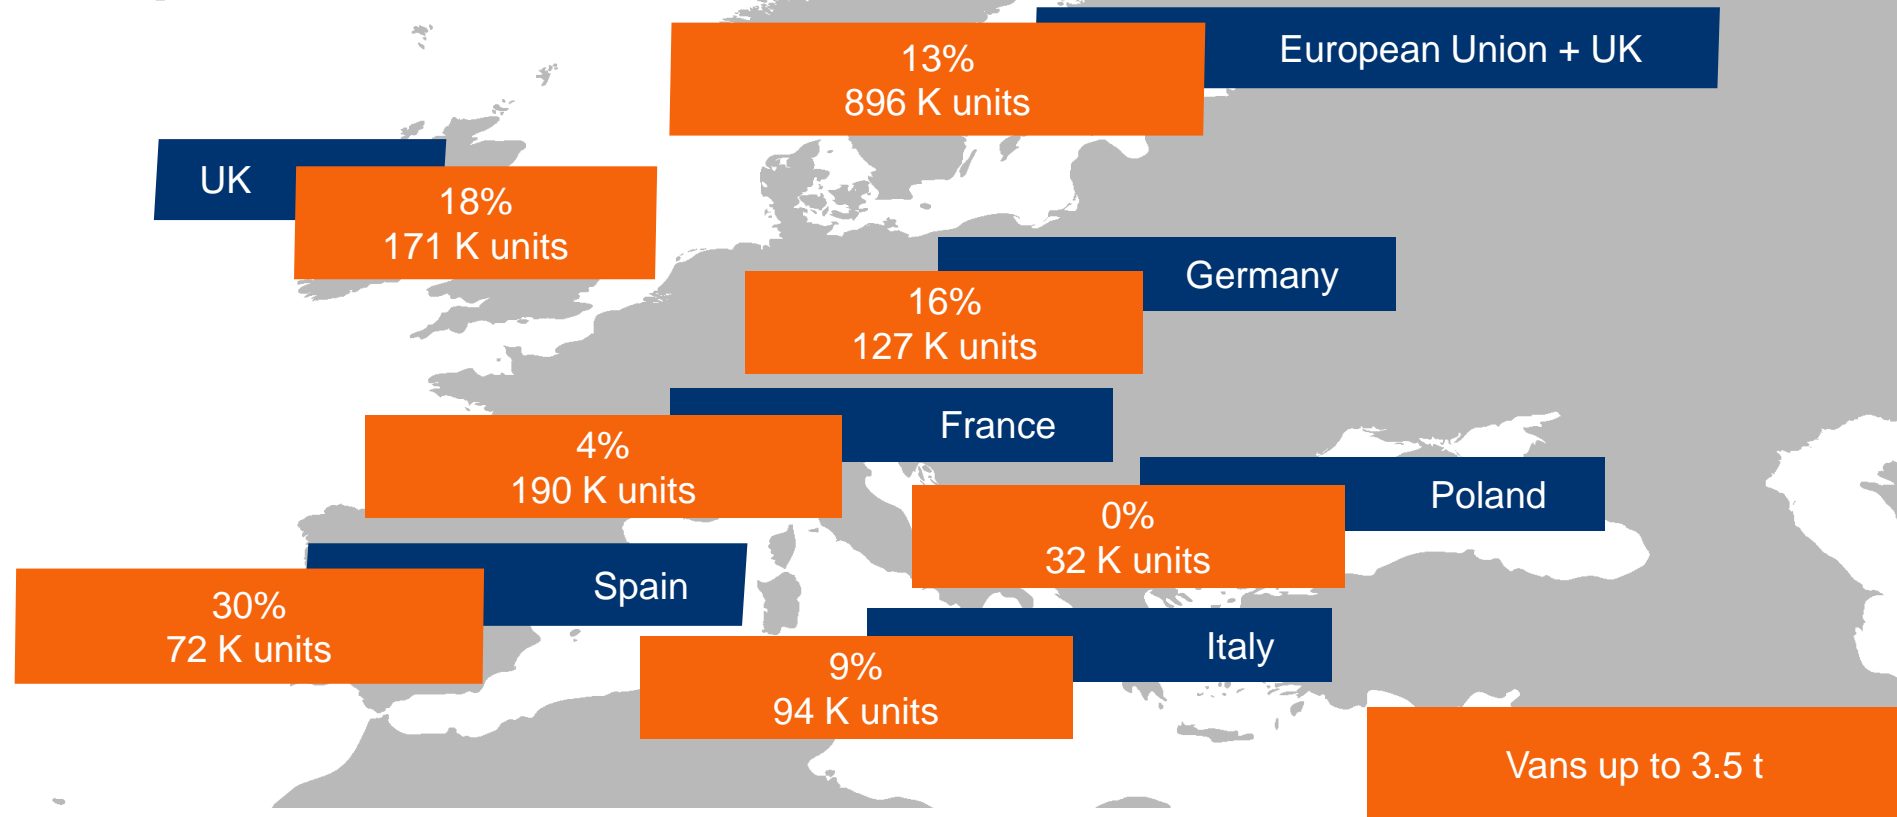 European Union + UK
13%
896 K units
UK
18%
171 K units
Germany
16%
127 K units
France
4%
190 K units
Poland
0%
32 K units
Spain
30%
72 K units
Italy
9%
94 K units
Vans up to 3.5 t